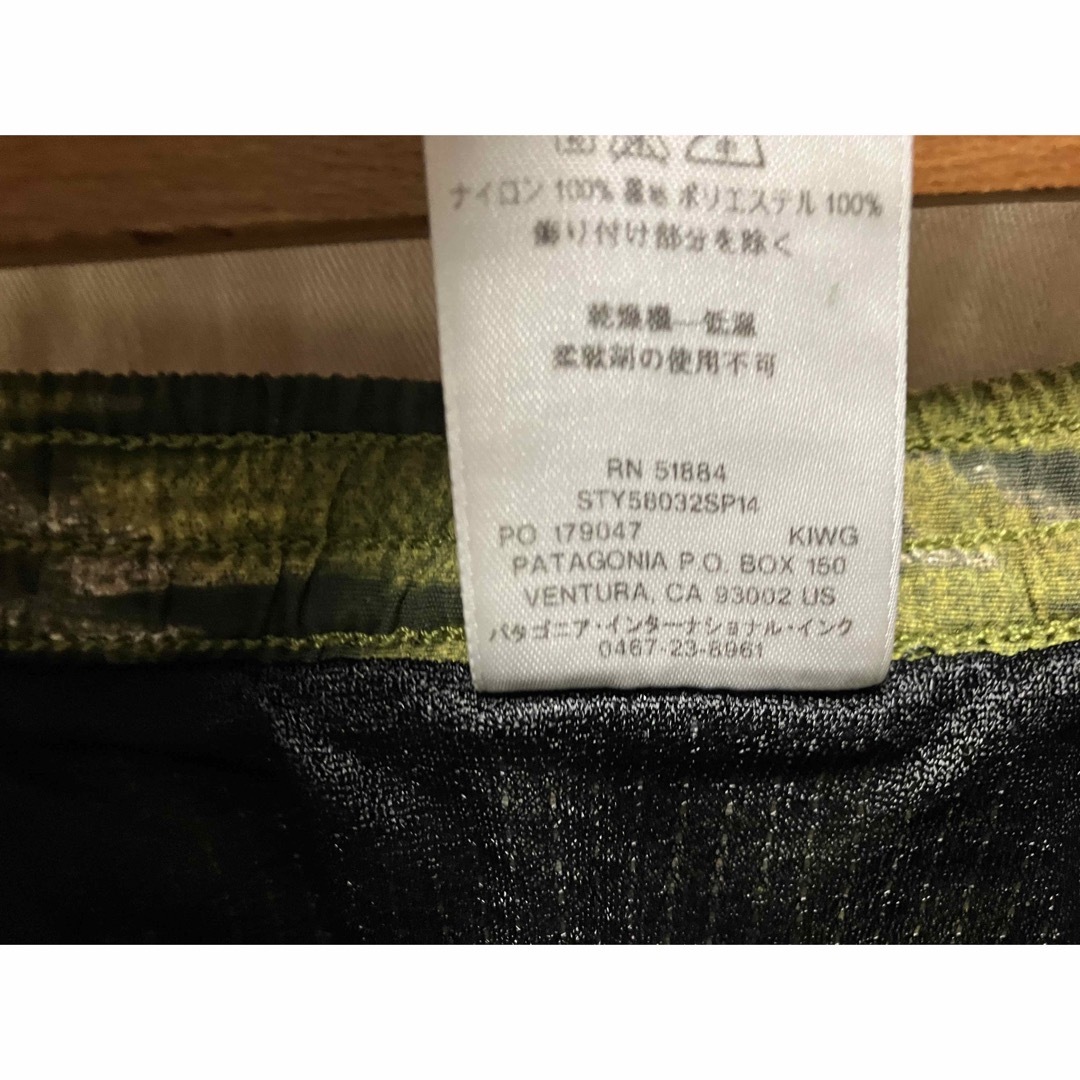 ナイロン 100% 裏地 ポリエステル 100%
飾り付け部分を除く
乾燥機—低温
柔軟剤の使用不可
RN 51884
STY58032SP14
PO 179047 KIWG
PATAGONIA P.O. BOX 150
VENTURA, CA 93002 US
パタゴニア・インターナショナル・インク
0467-23-8961